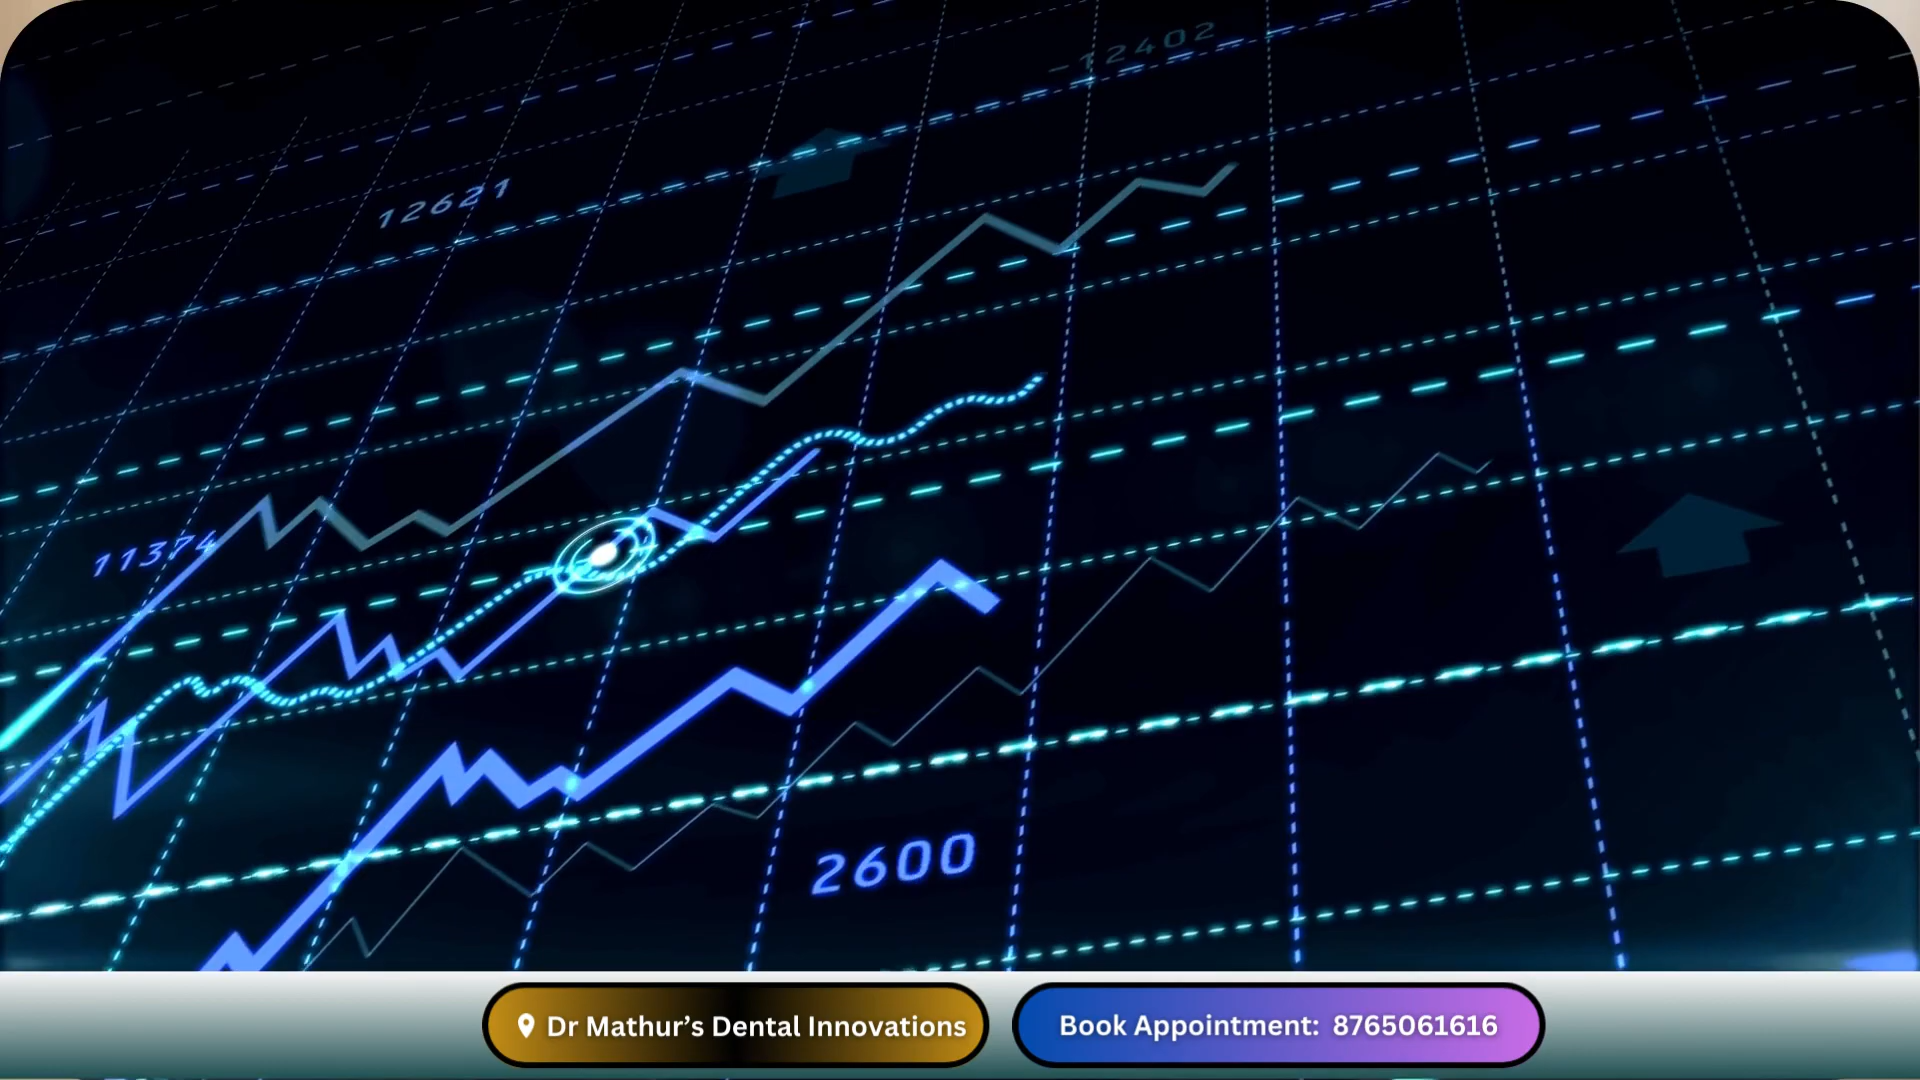 12402
12621
11374
2600
Dr Mathur’s Dental Innovations
Book Appointment: 8765061616